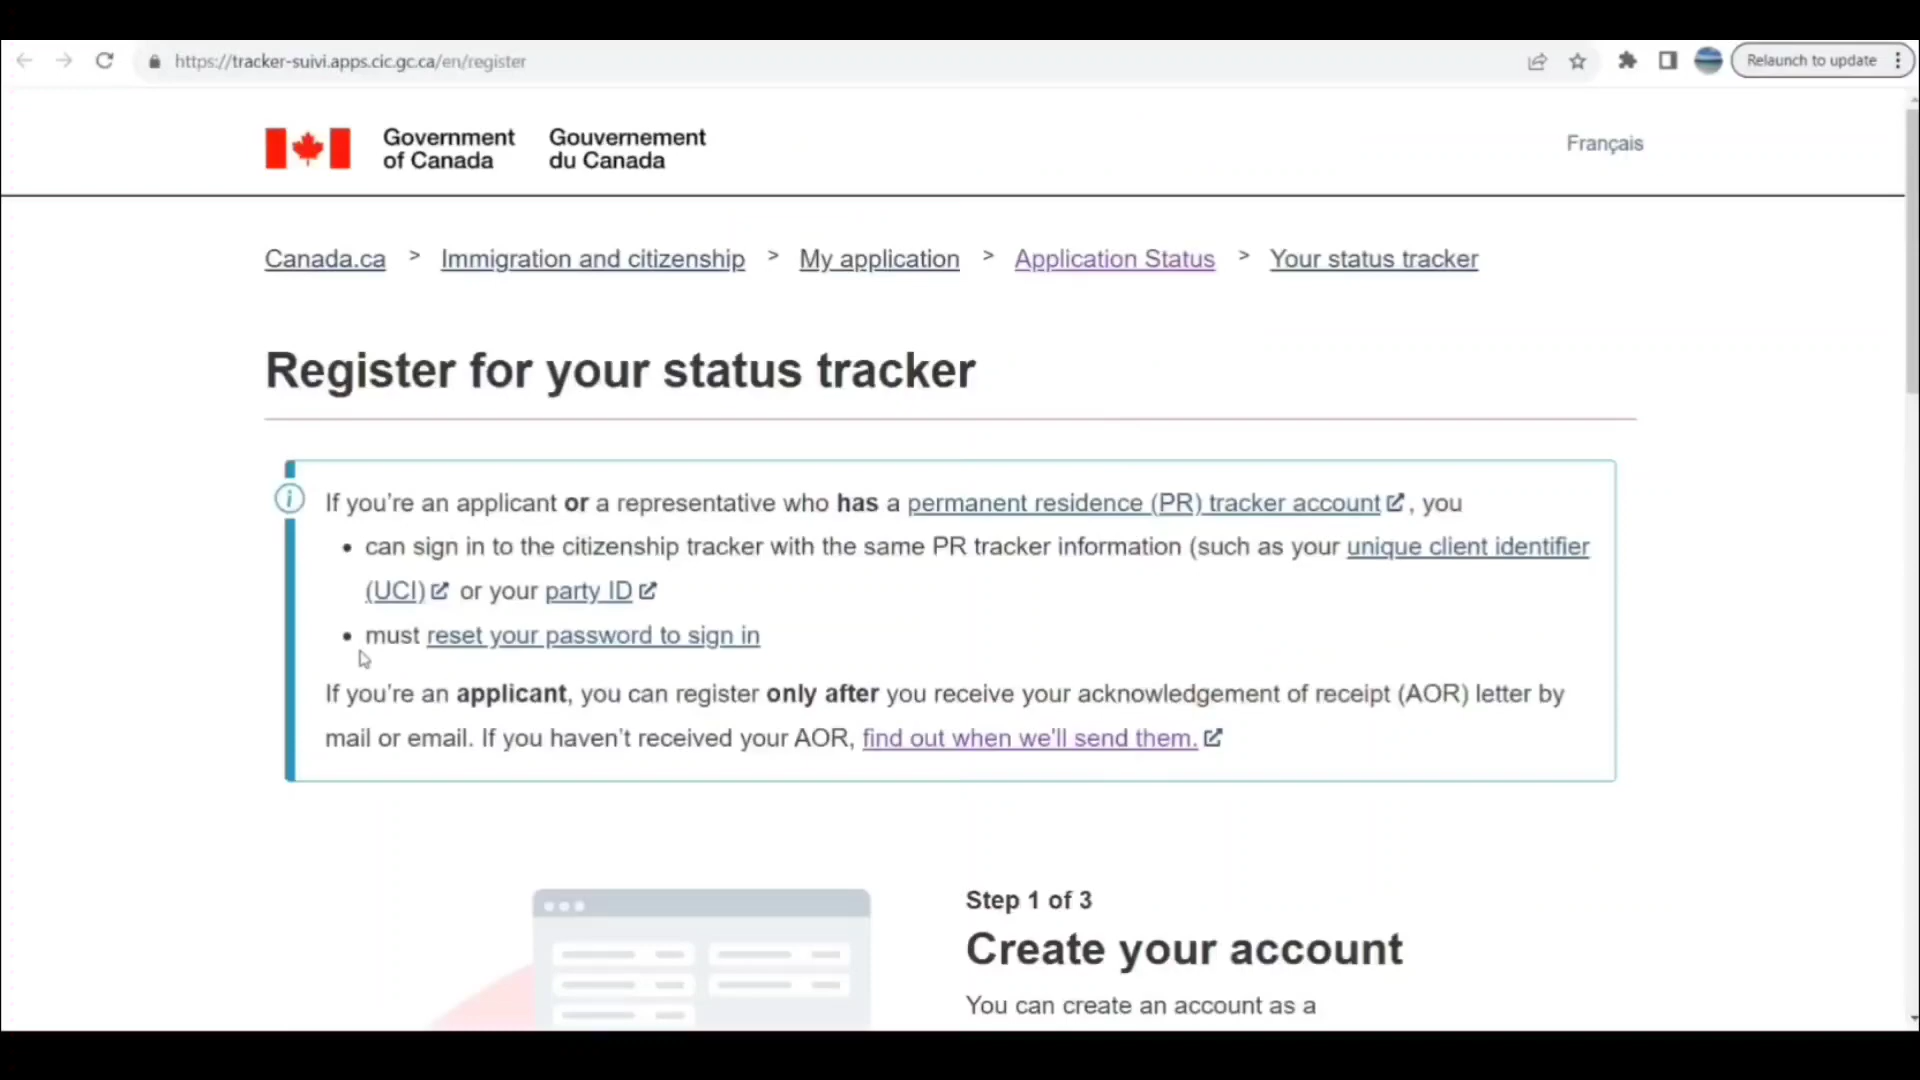 https://tracker-suivi.apps.cic.gc.ca/en/register
Relaunch to update
Government of Canada
Gouvernement du Canada
Français
Canada.ca > Immigration and citizenship > My application > Application Status > Your status tracker
Register for your status tracker
If you're an applicant or a representative who has a permanent residence (PR) tracker account , you
• can sign in to the citizenship tracker with the same PR tracker information (such as your unique client identifier
(UCI) or your party ID
• must reset your password to sign in
If you're an applicant, you can register only after you receive your acknowledgement of receipt (AOR) letter by
mail or email. If you haven't received your AOR, find out when we'll send them.
Step 1 of 3
Create your account
You can create an account as a